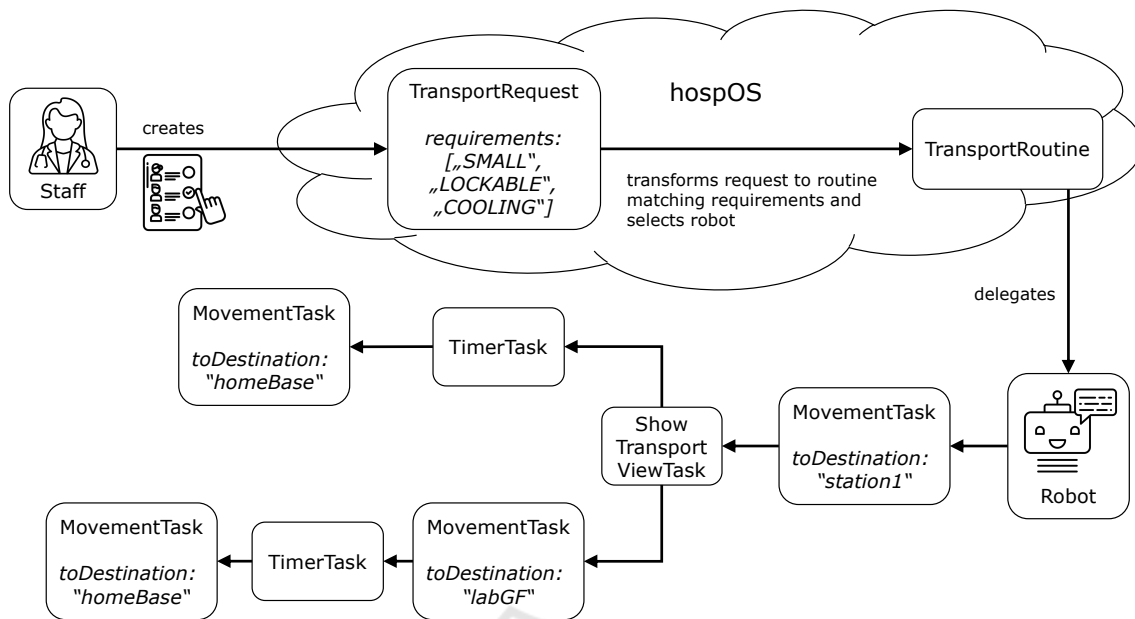 hospOS
Staff
creates
TransportRequest
requirements:
[„SMALL“,
„LOCKABLE“,
„COOLING“]
transforms request to routine
matching requirements and
selects robot
TransportRoutine
delegates
Robot
MovementTask
toDestination:
“station1“
Show
Transport
ViewTask
TimerTask
MovementTask
toDestination:
“homeBase“
MovementTask
toDestination:
“labGF“
TimerTask
MovementTask
toDestination:
“homeBase“